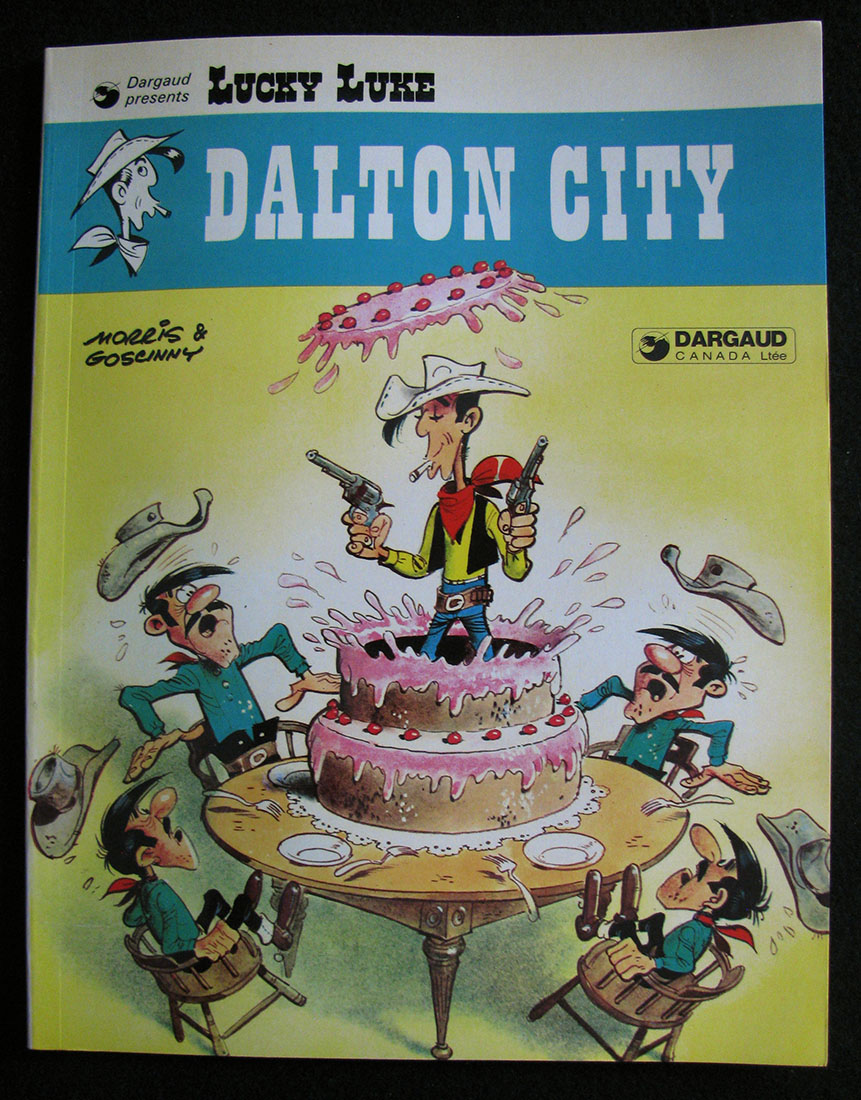 Dargaud
presents
LUCKY LUKE
DALTON CITY
MORRIS &
GOSCINNY
DARGAUD
CANADA Ltée